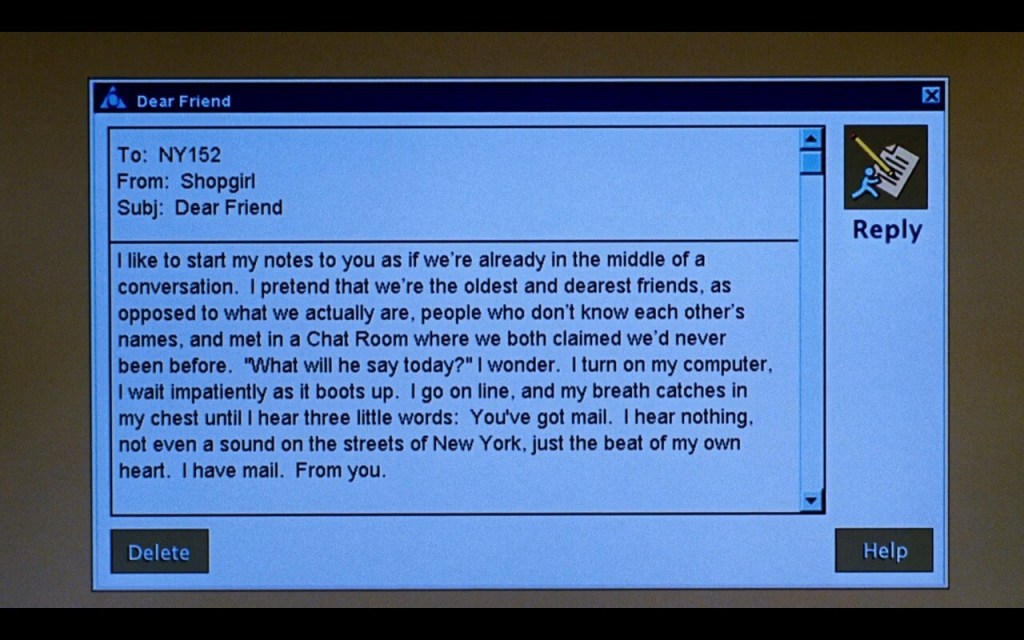 Dear Friend
To: NY152
From: Shopgirl
Subj: Dear Friend
Reply
I like to start my notes to you as if we're already in the middle of a
conversation. I pretend that we're the oldest and dearest friends, as
opposed to what we actually are, people who don't know each other's
names, and met in a Chat Room where we both claimed we'd never
been before. "What will he say today?" I wonder. I turn on my computer,
I wait impatiently as it boots up. I go on line, and my breath catches in
my chest until I hear three little words: You've got mail. I hear nothing,
not even a sound on the streets of New York, just the beat of my own
heart. I have mail. From you.
Delete
Help